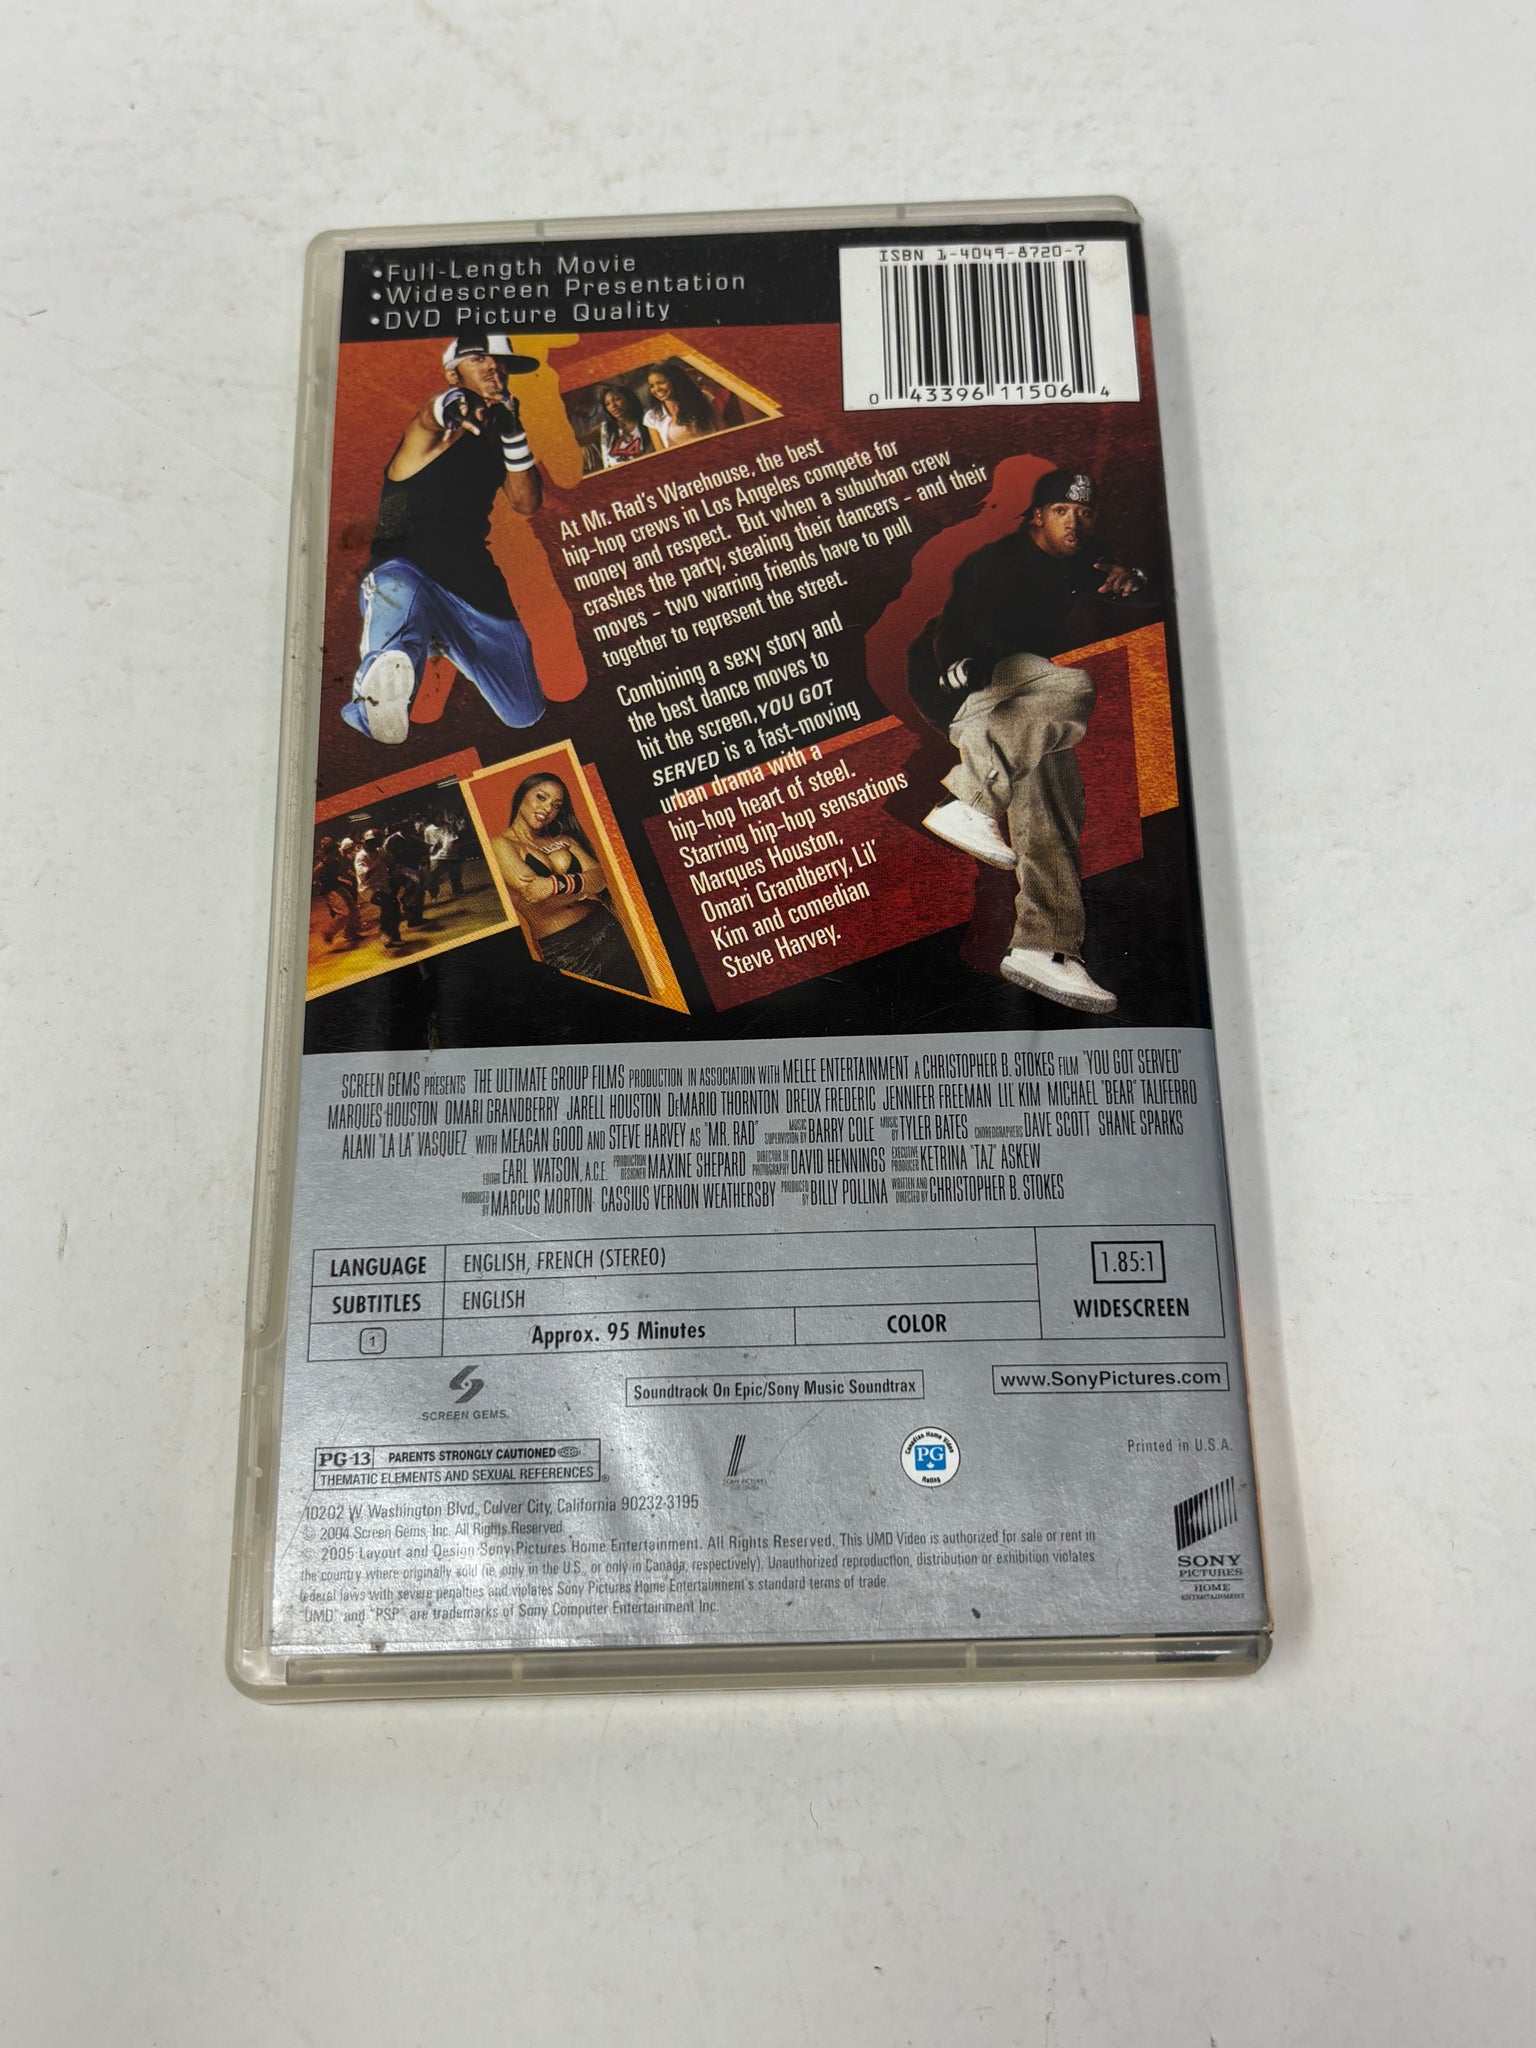 •Full-Length Movie
•Widescreen Presentation
•DVD Picture Quality
ISBN 1-4049-8720-7
0 43396 11506 4
At Mr. Rad's Warehouse, the best
hip-hop crews in Los Angeles compete for
money and respect. But when a suburban crew
crashes the party, stealing their dancers - and their
moves - two warring friends have to pull
together to represent the street.
Combining a sexy story and
the best dance moves to
hit the screen, YOU GOT
SERVED is a fast-moving
urban drama with a
hip-hop heart of steel.
Starring hip-hop sensations
Marques Houston,
Omari Grandberry, Lil'
Kim and comedian
Steve Harvey.
SCREEN GEMS PRESENTS THE ULTIMATE GROUP FILMS PRODUCTION IN ASSOCIATION WITH MELEE ENTERTAINMENT A CHRISTOPHER B. STOKES FILM "YOU GOT SERVED"
MARQUES HOUSTON OMARI GRANDBERRY JARELL HOUSTON DEMARIO THORNTON DREUX FREDERIC JENNIFER FREEMAN LIL' KIM MICHAEL "BEAR" TALIFERRO
ALANI "LA LA" VASQUEZ WITH MEAGAN GOOD AND STEVE HARVEY AS "MR. RAD" MUSIC SUPERVISION BY BARRY COLE MUSIC BY TYLER BATES CHOREOGRAPHERS DAVE SCOTT SHANE SPARKS
EDITOR EARL WATSON, A.C.E. PRODUCTION DESIGNER MAXINE SHEPARD DIRECTOR OF PHOTOGRAPHY DAVID HENNINGS EXECUTIVE PRODUCER KETRINA "TAZ" ASKEW
PRODUCED BY MARCUS MORTON CASSIUS VERNON WEATHERSBY PRODUCED BY BILLY POLLINA WRITTEN AND DIRECTED BY CHRISTOPHER B. STOKES
LANGUAGE ENGLISH, FRENCH (STEREO)
SUBTITLES ENGLISH
1 Approx. 95 Minutes COLOR
1.85:1
WIDESCREEN
SCREEN GEMS
Soundtrack On Epic/Sony Music Soundtrax
www.SonyPictures.com
PG-13 PARENTS STRONGLY CAUTIONED
THEMATIC ELEMENTS AND SEXUAL REFERENCES ®
SONY PICTURES
Canadian Home Video
PG
Rating
Printed in U.S.A.
10202 W. Washington Blvd., Culver City, California 90232-3195
© 2004 Screen Gems, Inc. All Rights Reserved.
© 2005 Layout and Design Sony Pictures Home Entertainment. All Rights Reserved. This UMD Video is authorized for sale or rent in
the country where originally sold (ie, only in the U.S., or only in Canada, respectively). Unauthorized reproduction, distribution or exhibition violates
federal laws with severe penalties and violates Sony Pictures Home Entertainment's standard terms of trade.
"UMD" and "PSP" are trademarks of Sony Computer Entertainment Inc.
SONY
PICTURES
HOME
ENTERTAINMENT